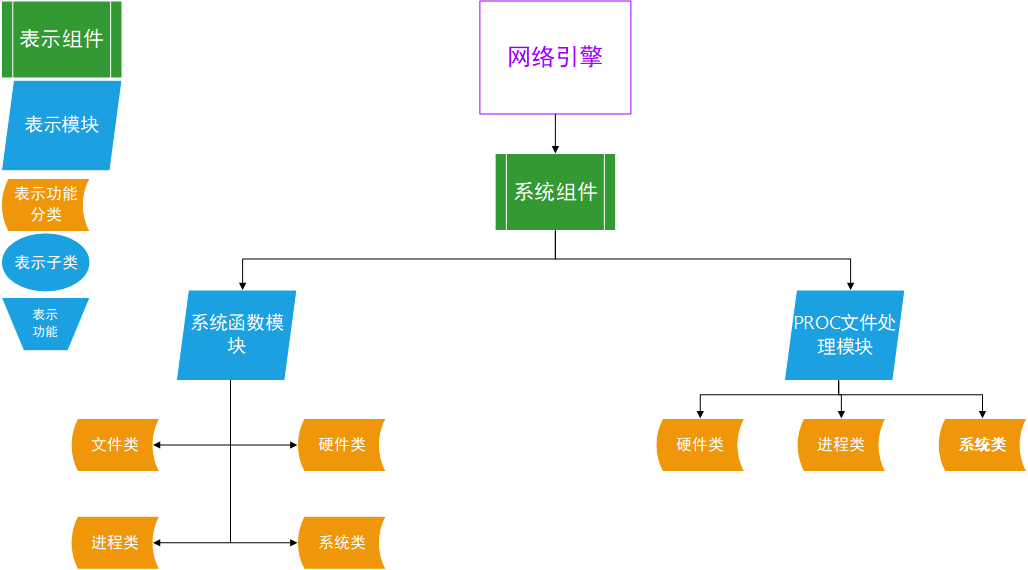 表示组件
表示模块
表示功能
分类
表示子类
表示
功能
网络引擎
系统组件
系统函数模
块
PROC文件处
理模块
文件类
硬件类
进程类
系统类
硬件类
进程类
系统类